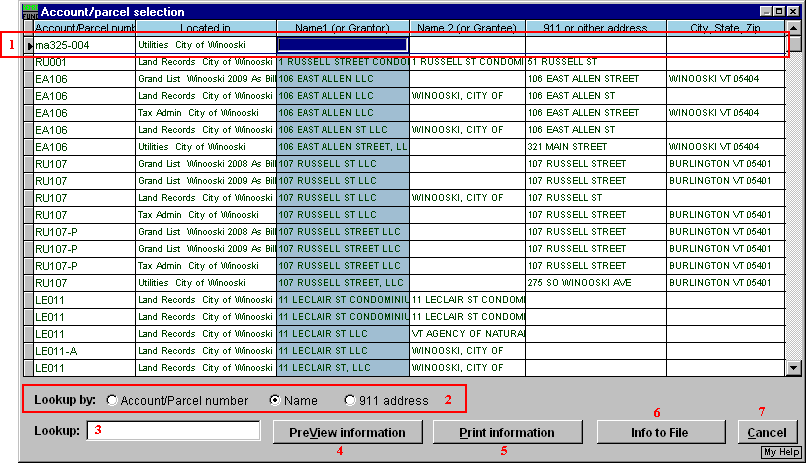 Account/parcel selection
Account/Parcel numb Located in Name1 (or Grantor) Name 2 (or Grantee) 911 or other address City, State, Zip
1 ma325-004 Utilities City of Winooski
RU001 Land Records City of Winooski 1 RUSSELL STREET CONDO 1 RUSSELL ST CONDOMI 51 RUSSELL ST
EA106 Grand List Winooski 2009 As Bill 106 EAST ALLEN LLC 106 EAST ALLEN STREET WINOOSKI VT 05404
EA106 Land Records City of Winooski 106 EAST ALLEN LLC WINOOSKI, CITY OF 106 EAST ALLEN ST
EA106 Tax Admin City of Winooski 106 EAST ALLEN LLC 106 EAST ALLEN STREET WINOOSKI VT 05404
EA106 Land Records City of Winooski 106 EAST ALLEN ST LLC WINOOSKI, CITY OF 106 EAST ALLEN ST
EA106 Utilities City of Winooski 106 EAST ALLEN STREET, LL 321 MAIN STREET WINOOSKI VT 05404
RU107 Grand List Winooski 2008 As Bill 107 RUSSELL ST LLC 107 RUSSELL STREET BURLINGTON VT 05401
RU107 Grand List Winooski 2009 As Bill 107 RUSSELL ST LLC 107 RUSSELL STREET BURLINGTON VT 05401
RU107 Land Records City of Winooski 107 RUSSELL ST LLC WINOOSKI, CITY OF 107 RUSSELL ST
RU107 Tax Admin City of Winooski 107 RUSSELL ST LLC 107 RUSSELL STREET BURLINGTON VT 05401
RU107-P Grand List Winooski 2008 As Bill 107 RUSSELL STREET LLC 107 RUSSELL STREET BURLINGTON VT 05401
RU107-P Grand List Winooski 2009 As Bill 107 RUSSELL STREET LLC 107 RUSSELL STREET BURLINGTON VT 05401
RU107-P Tax Admin City of Winooski 107 RUSSELL STREET LLC 107 RUSSELL STREET BURLINGTON VT 05401
RU107 Utilities City of Winooski 107 RUSSELL STREET, LLC 275 SO WINOOSKI AVE BURLINGTON VT 05401
LE011 Land Records City of Winooski 11 LECLAIR ST CONDOMINIU 11 LECLAIR ST CONDOMI
LE011 Land Records City of Winooski 11 LECLAIR ST CONDOMINIU 11 LECLAIR ST CONDOMI
LE011 Land Records City of Winooski 11 LECLAIR ST LLC VT AGENCY OF NATURA
LE011-A Land Records City of Winooski 11 LECLAIR ST LLC WINOOSKI, CITY OF
LE011 Land Records City of Winooski 11 LECLAIR ST, LLC WINOOSKI, CITY OF
Lookup by: Account/Parcel number Name 911 address 2
Lookup: 3 PreView information Print information Info to File Cancel
4 5 6 7
My Help